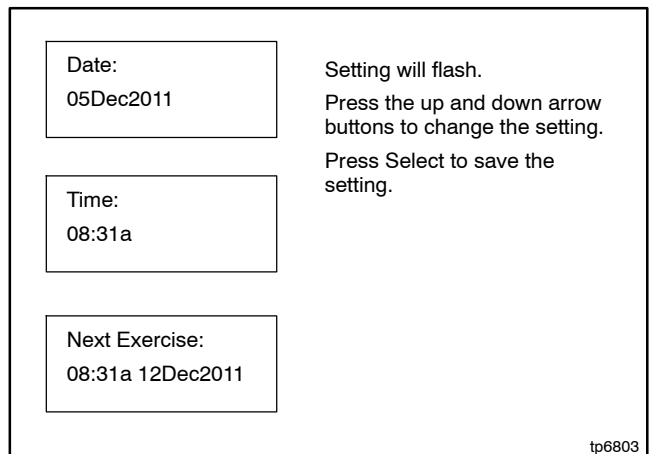 Date:
05Dec2011
Setting will flash.
Press the up and down arrow
buttons to change the setting.
Press Select to save the
setting.
Time:
08:31a
Next Exercise:
08:31a 12Dec2011
tp6803